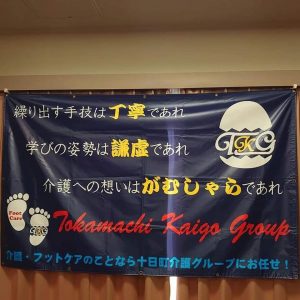 繰り出す手技は丁寧であれ
TKG
学びの姿勢は謙虚であれ
介護への想いはがむしゃらであれ
Foot Care
TKG
Tokamachi Kaigo Group
介護・フットケアのことなら十日町介護グループにお任せ！